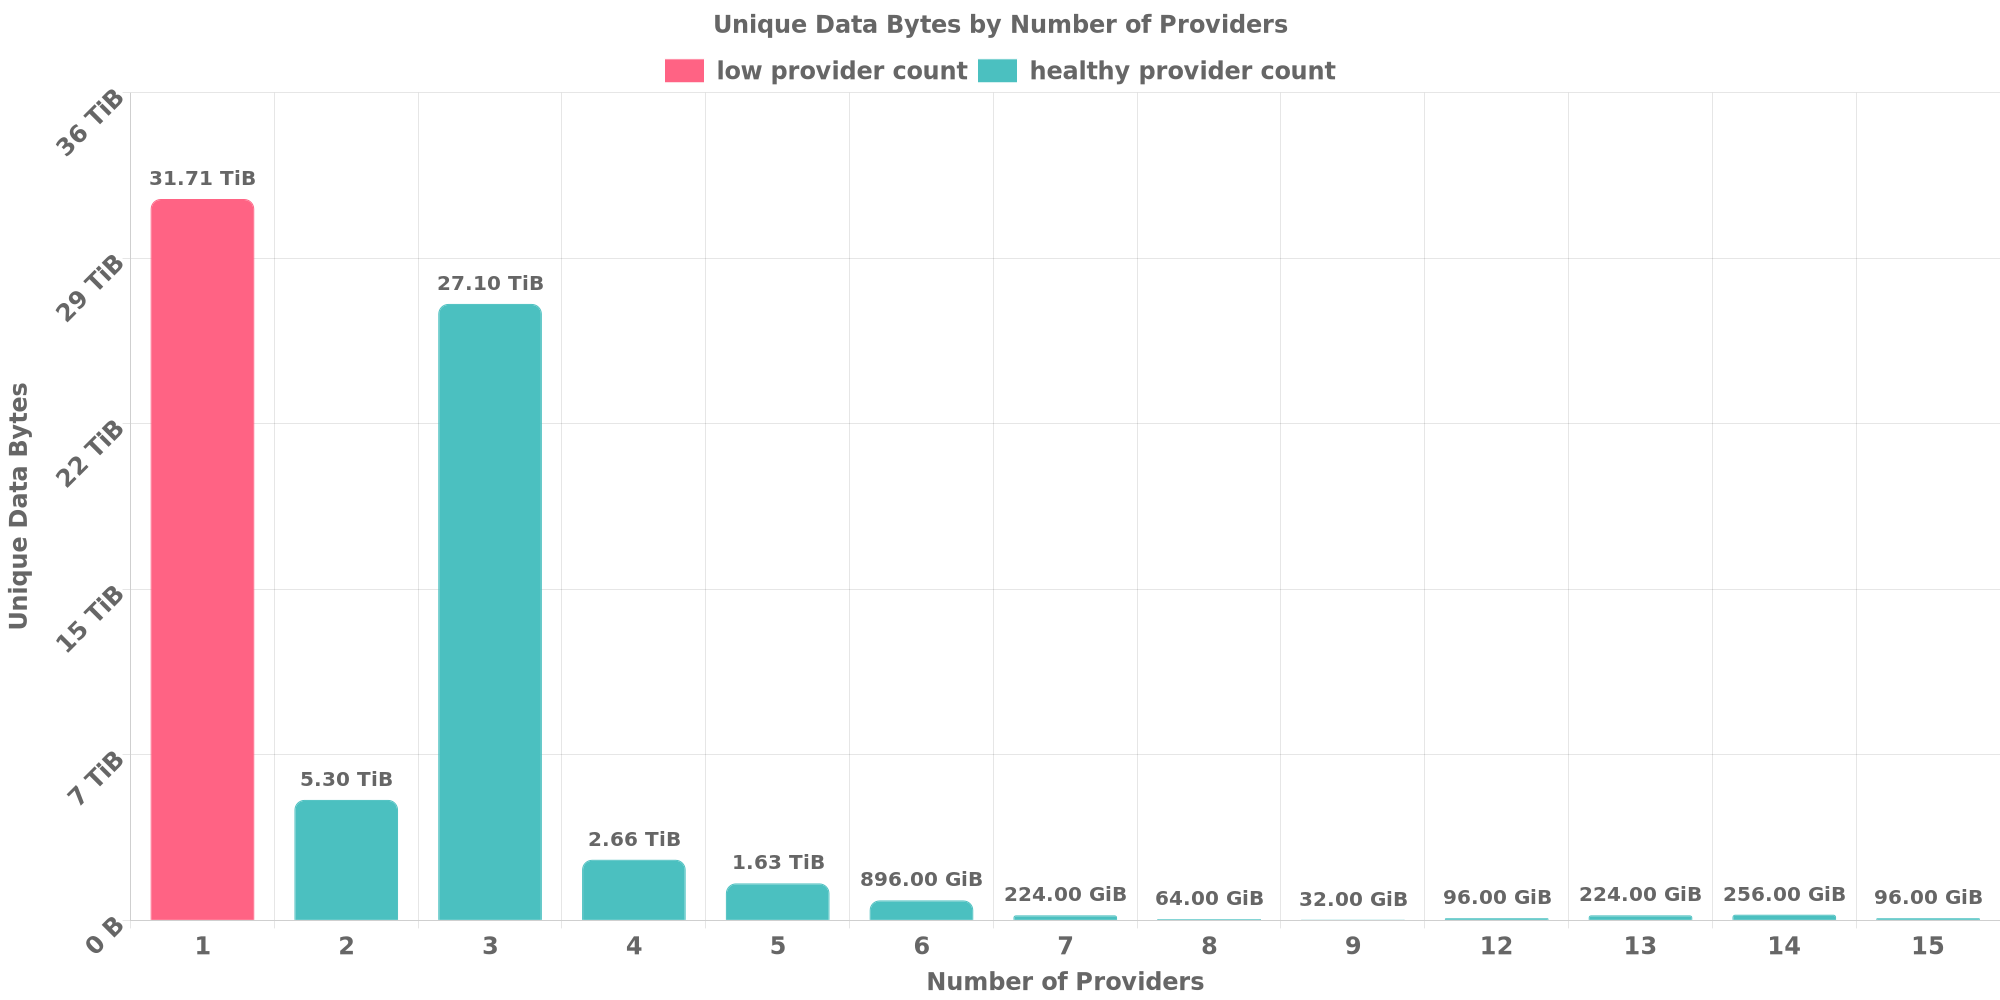 Unique Data Bytes by Number of Providers
low provider count healthy provider count
36 TiB
29 TiB
22 TiB
15 TiB
7 TiB
0 B
Unique Data Bytes
31.71 TiB
5.30 TiB
27.10 TiB
2.66 TiB
1.63 TiB
896.00 GiB
224.00 GiB
64.00 GiB
32.00 GiB
96.00 GiB
224.00 GiB
256.00 GiB
96.00 GiB
1 2 3 4 5 6 7 8 9 12 13 14 15
Number of Providers